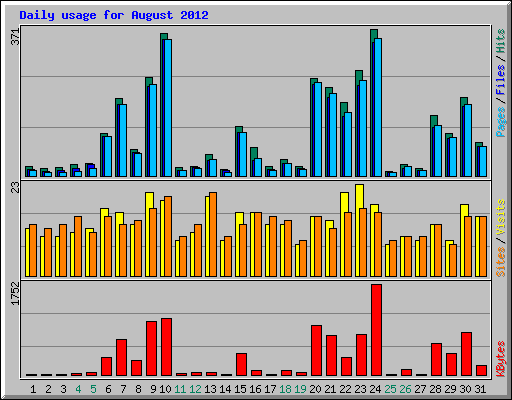 Daily usage for August 2012
371
Pages / Files / Hits
23
Sites / Visits
1752
KBytes
1 2 3 4 5 6 7 8 9 10 11 12 13 14 15 16 17 18 19 20 21 22 23 24 25 26 27 28 29 30 31